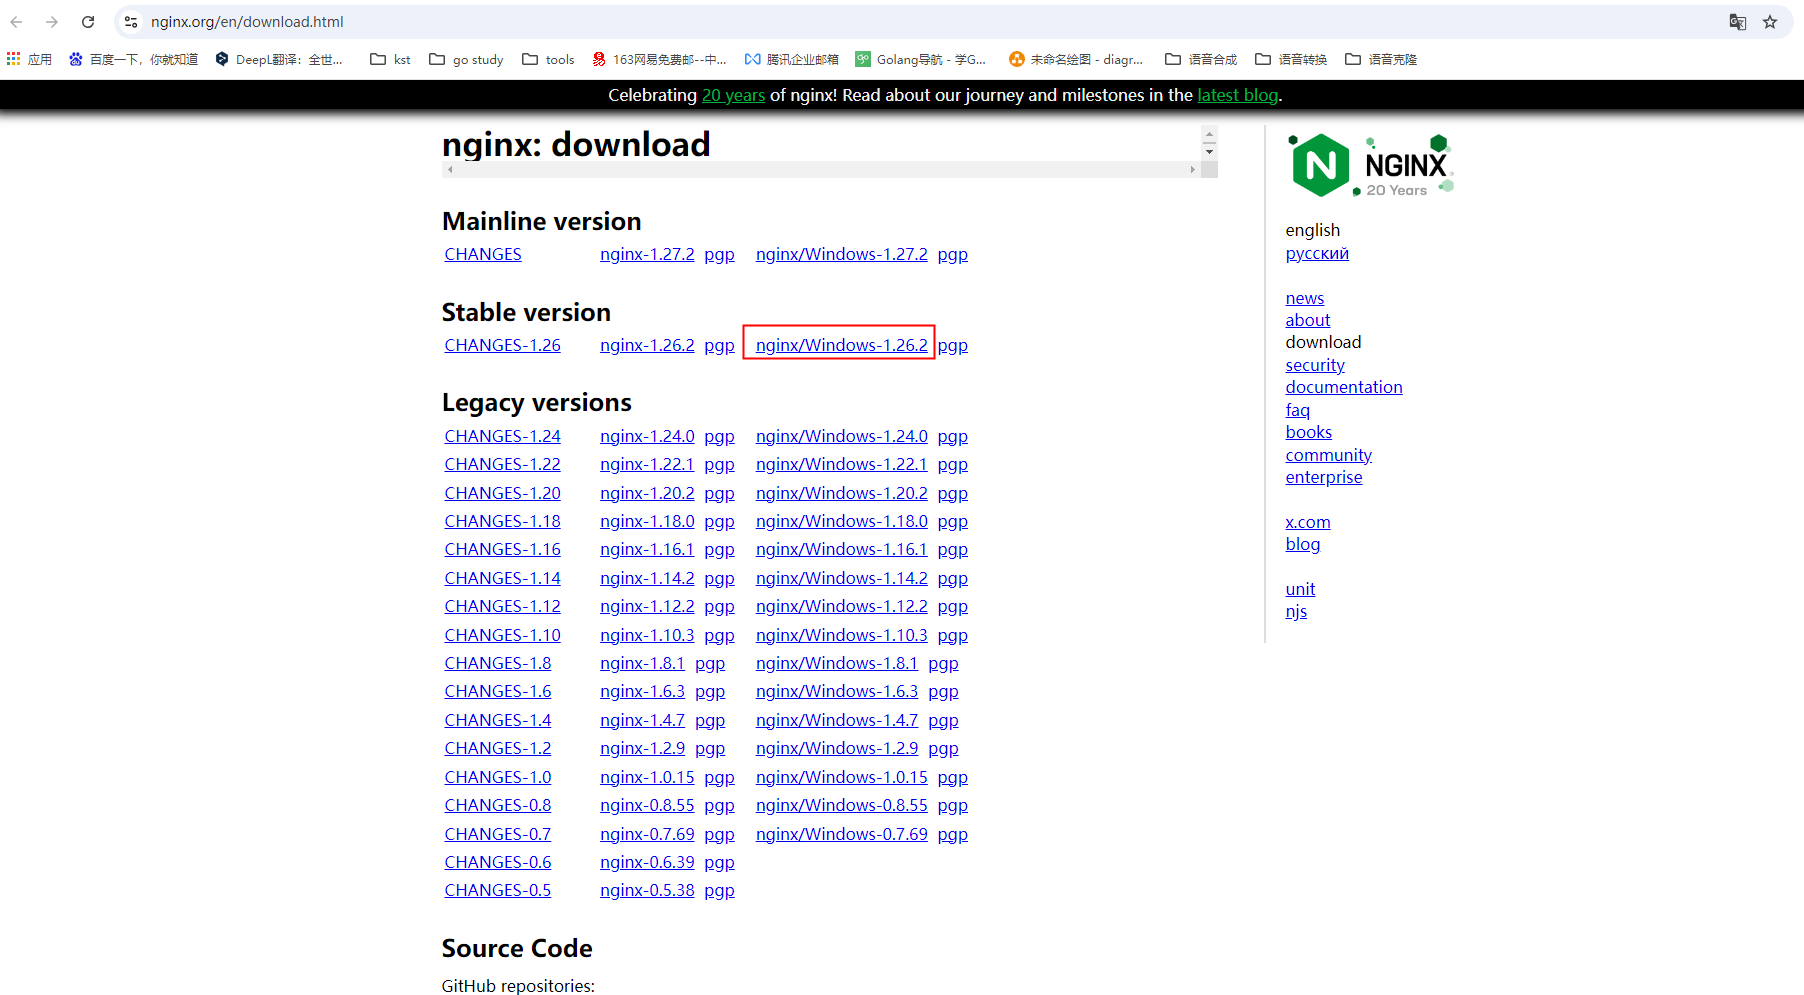 nginx.org/en/download.html
应用 百度一下，你就知道 DeepL翻译：全世... kst go study tools 163网易免费邮--中... 腾讯企业邮箱 Golang导航 - 学G... 未命名绘图 - diagr... 语音合成 语音转换 语音克隆
Celebrating 20 years of nginx! Read about our journey and milestones in the latest blog.
nginx: download
Mainline version
CHANGES nginx-1.27.2 pgp nginx/Windows-1.27.2 pgp
Stable version
CHANGES-1.26 nginx-1.26.2 pgp nginx/Windows-1.26.2 pgp
Legacy versions
CHANGES-1.24 nginx-1.24.0 pgp nginx/Windows-1.24.0 pgp
CHANGES-1.22 nginx-1.22.1 pgp nginx/Windows-1.22.1 pgp
CHANGES-1.20 nginx-1.20.2 pgp nginx/Windows-1.20.2 pgp
CHANGES-1.18 nginx-1.18.0 pgp nginx/Windows-1.18.0 pgp
CHANGES-1.16 nginx-1.16.1 pgp nginx/Windows-1.16.1 pgp
CHANGES-1.14 nginx-1.14.2 pgp nginx/Windows-1.14.2 pgp
CHANGES-1.12 nginx-1.12.2 pgp nginx/Windows-1.12.2 pgp
CHANGES-1.10 nginx-1.10.3 pgp nginx/Windows-1.10.3 pgp
CHANGES-1.8 nginx-1.8.1 pgp nginx/Windows-1.8.1 pgp
CHANGES-1.6 nginx-1.6.3 pgp nginx/Windows-1.6.3 pgp
CHANGES-1.4 nginx-1.4.7 pgp nginx/Windows-1.4.7 pgp
CHANGES-1.2 nginx-1.2.9 pgp nginx/Windows-1.2.9 pgp
CHANGES-1.0 nginx-1.0.15 pgp nginx/Windows-1.0.15 pgp
CHANGES-0.8 nginx-0.8.55 pgp nginx/Windows-0.8.55 pgp
CHANGES-0.7 nginx-0.7.69 pgp nginx/Windows-0.7.69 pgp
CHANGES-0.6 nginx-0.6.39 pgp
CHANGES-0.5 nginx-0.5.38 pgp
Source Code
GitHub repositories:
N NGINX
20 Years
english
русский
news
about
download
security
documentation
faq
books
community
enterprise
x.com
blog
unit
njs